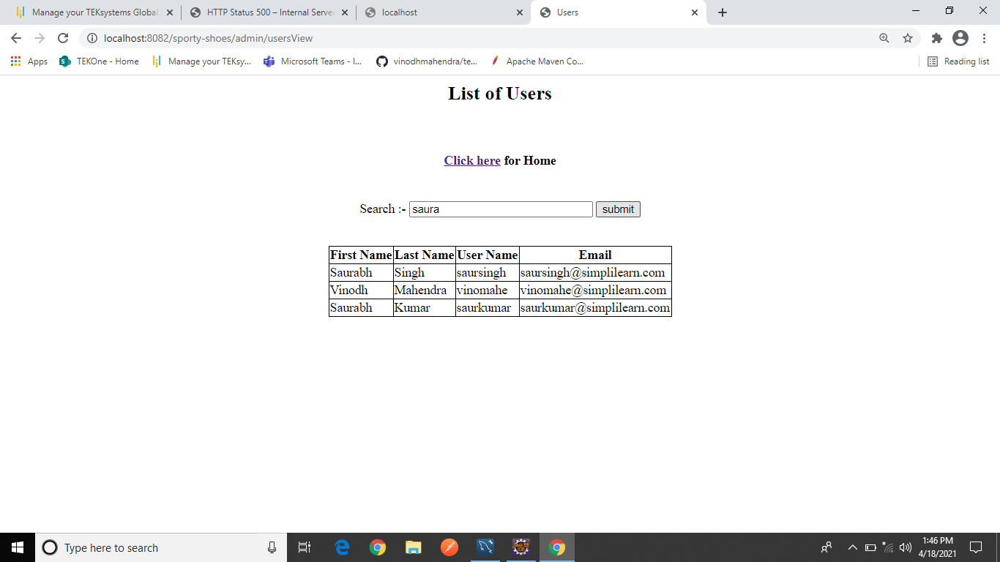 Manage your TEKsystems Global
HTTP Status 500 – Internal Server
localhost
Users
localhost:8082/sporty-shoes/admin/usersView
Apps
TEKOne - Home
Manage your TEKsy...
Microsoft Teams - I...
vinodhmahendra/te...
Apache Maven Co...
Reading list
List of Users
Click here for Home
Search :- saura submit
First Name Last Name User Name Email
Saurabh Singh saursingh saursingh@simplilearn.com
Vinodh Mahendra vinomahe vinomahe@simplilearn.com
Saurabh Kumar saurkumar saurkumar@simplilearn.com
Type here to search
Java EE
IDE
1:46 PM
4/18/2021